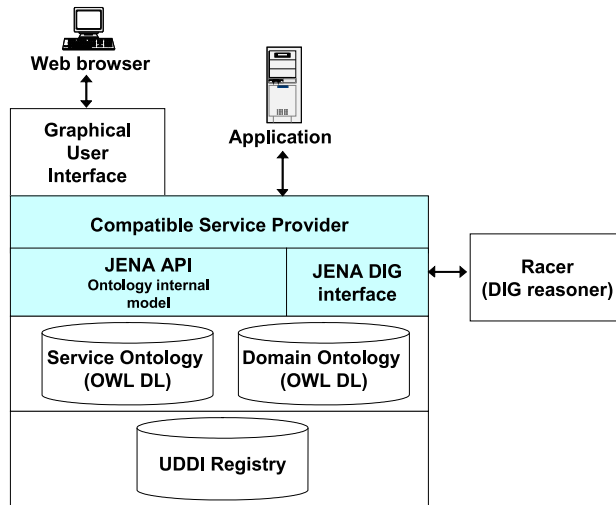 Web browser
Graphical
User
Interface
Application
Compatible Service Provider
JENA API
Ontology internal
model
JENA DIG
interface
Racer
(DIG reasoner)
Service Ontology
(OWL DL)
Domain Ontology
(OWL DL)
UDDI Registry